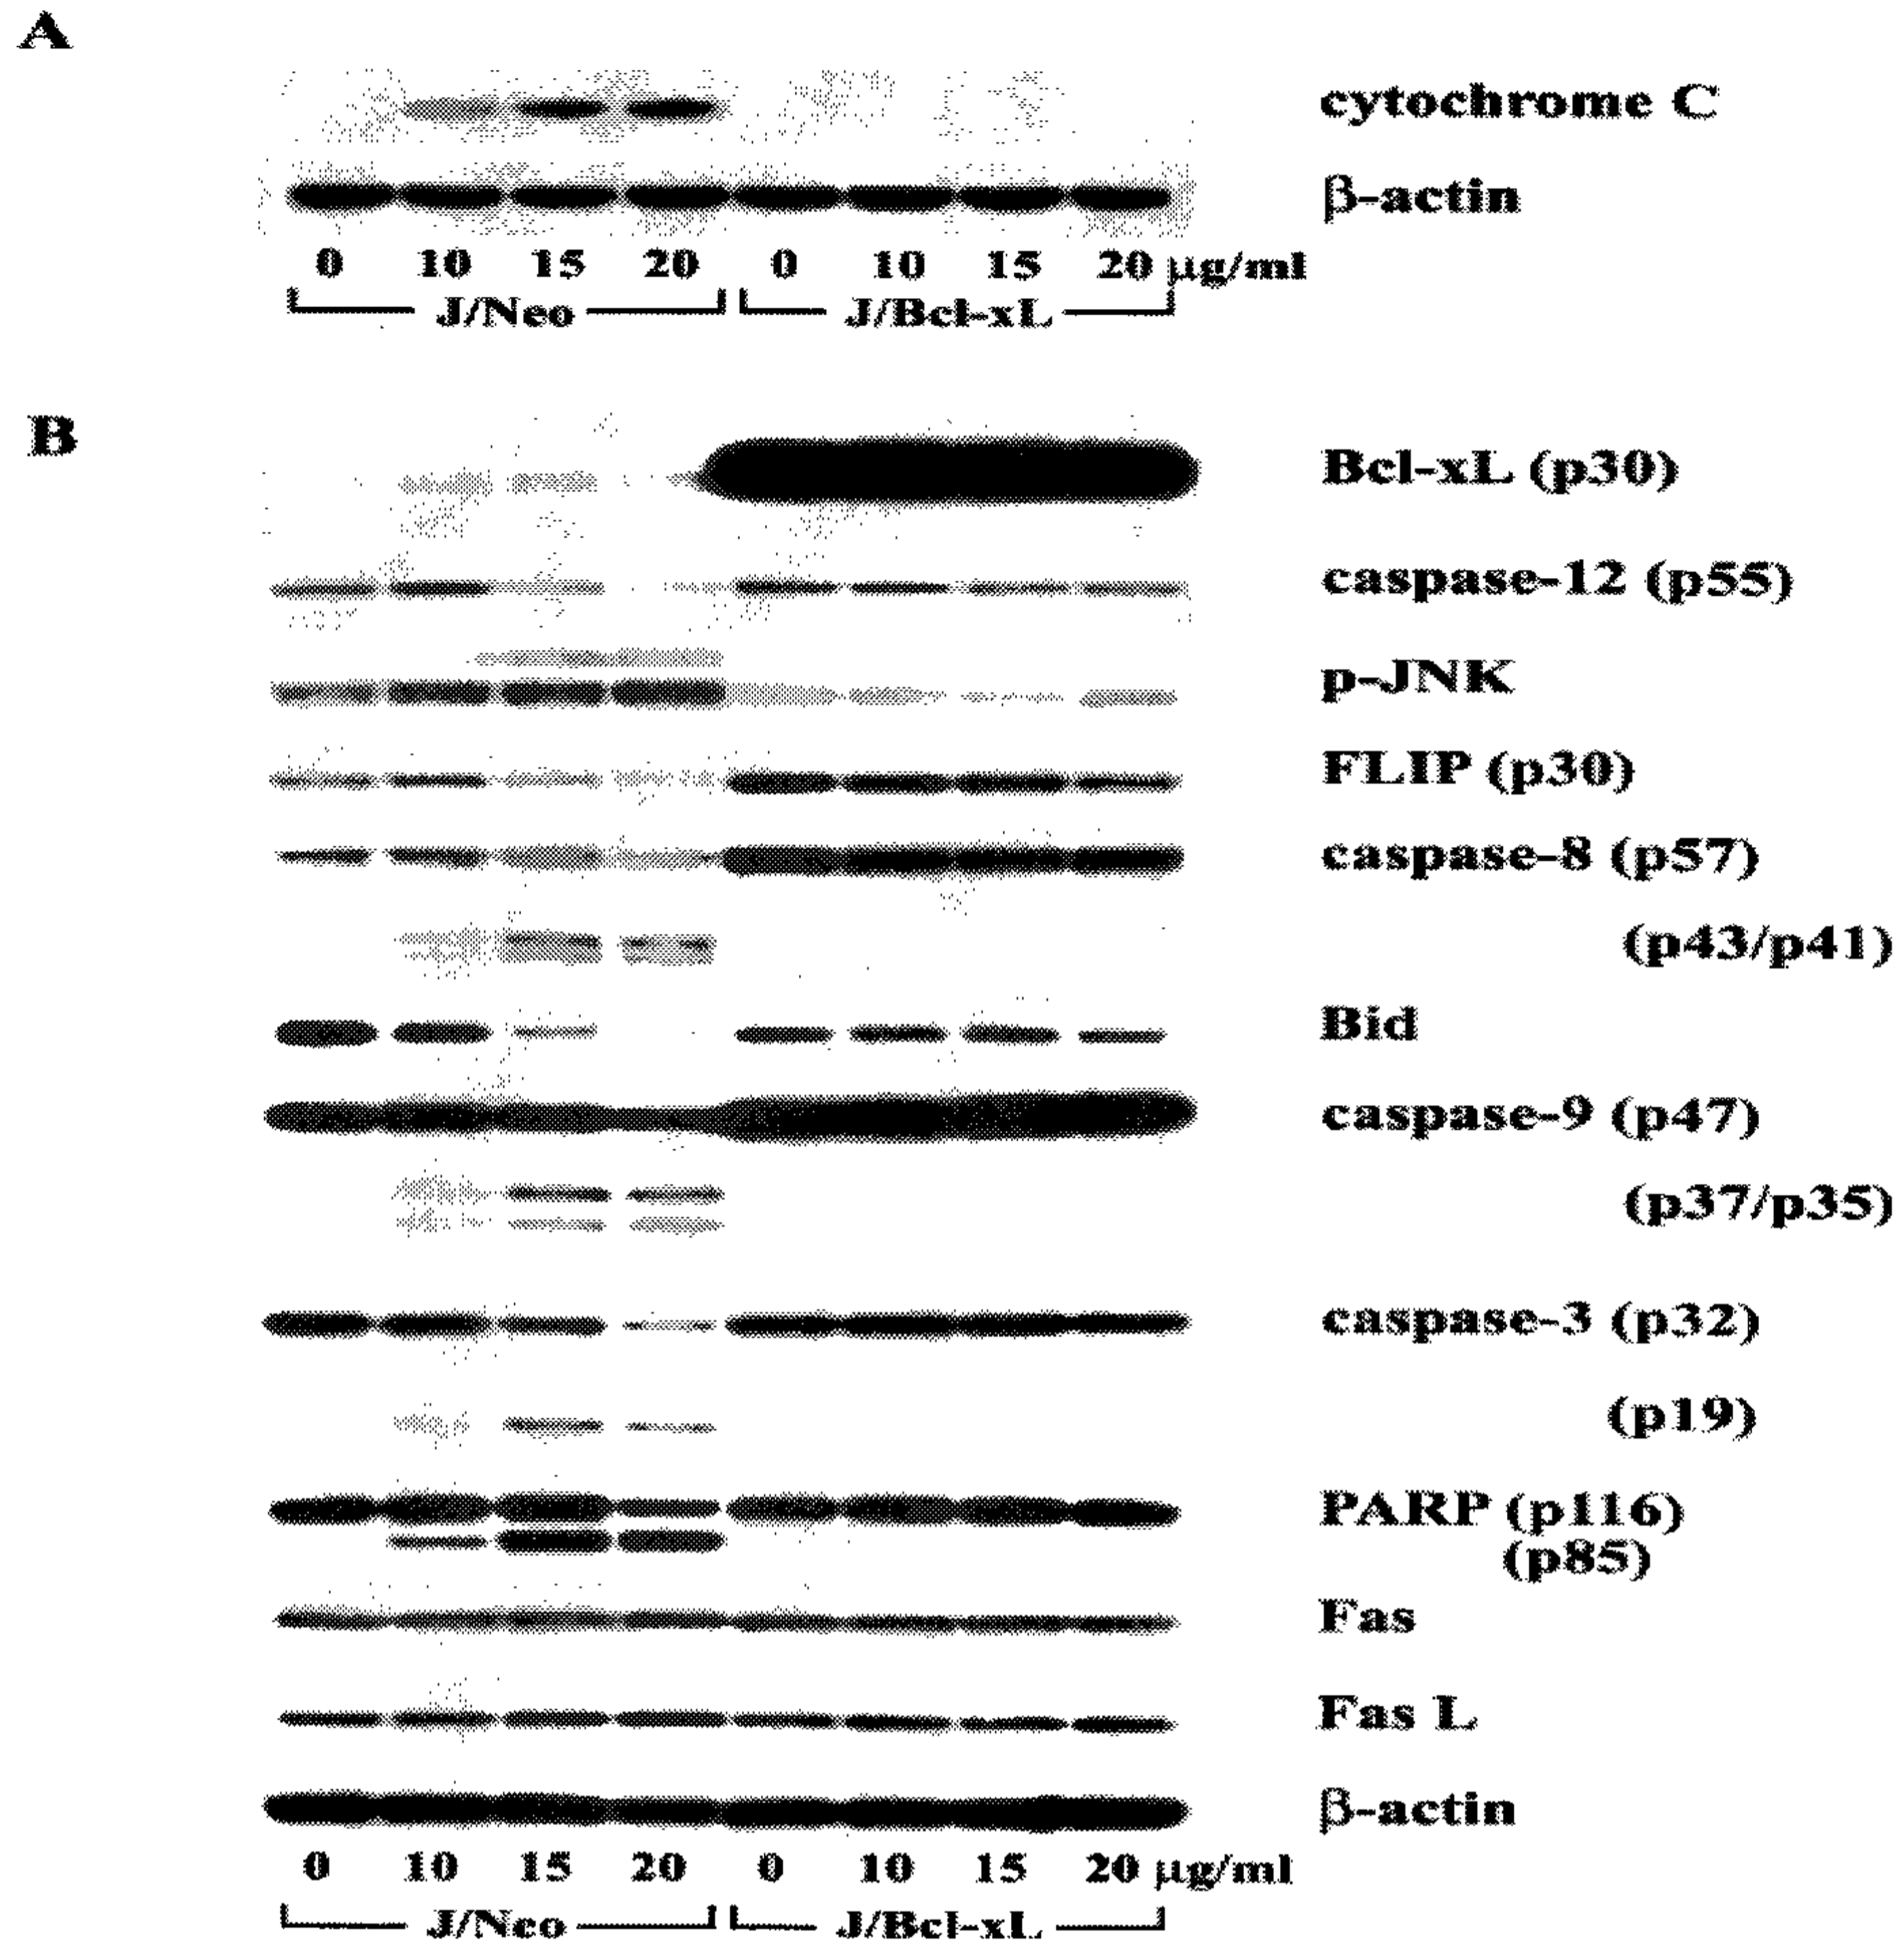 A
cytochrome C
β-actin
0 10 15 20 0 10 15 20 μg/ml
J/Neo J/Bcl-xL
B
Bcl-xL (p30)
caspase-12 (p55)
p-JNK
FLIP (p30)
caspase-8 (p57)
(p43/p41)
Bid
caspase-9 (p47)
(p37/p35)
caspase-3 (p32)
(p19)
PARP (p116)
(p85)
Fas
Fas L
β-actin
0 10 15 20 0 10 15 20 μg/ml
J/Neo J/Bcl-xL